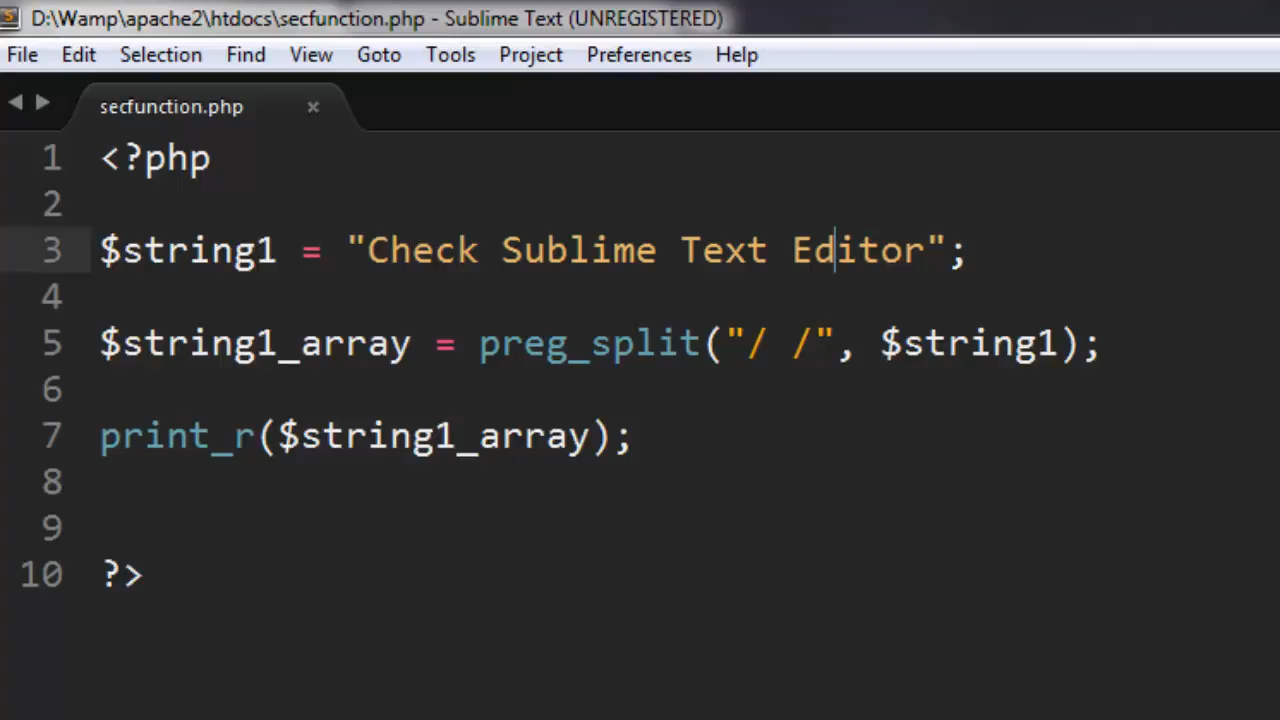 D:\Wamp\apache2\htdocs\secfunction.php - Sublime Text (UNREGISTERED)
File Edit Selection Find View Goto Tools Project Preferences Help
secfunction.php ×
1 <?php
2
3 $string1 = "Check Sublime Text Editor";
4
5 $string1_array = preg_split("/ /", $string1);
6
7 print_r($string1_array);
8
9
10 ?>